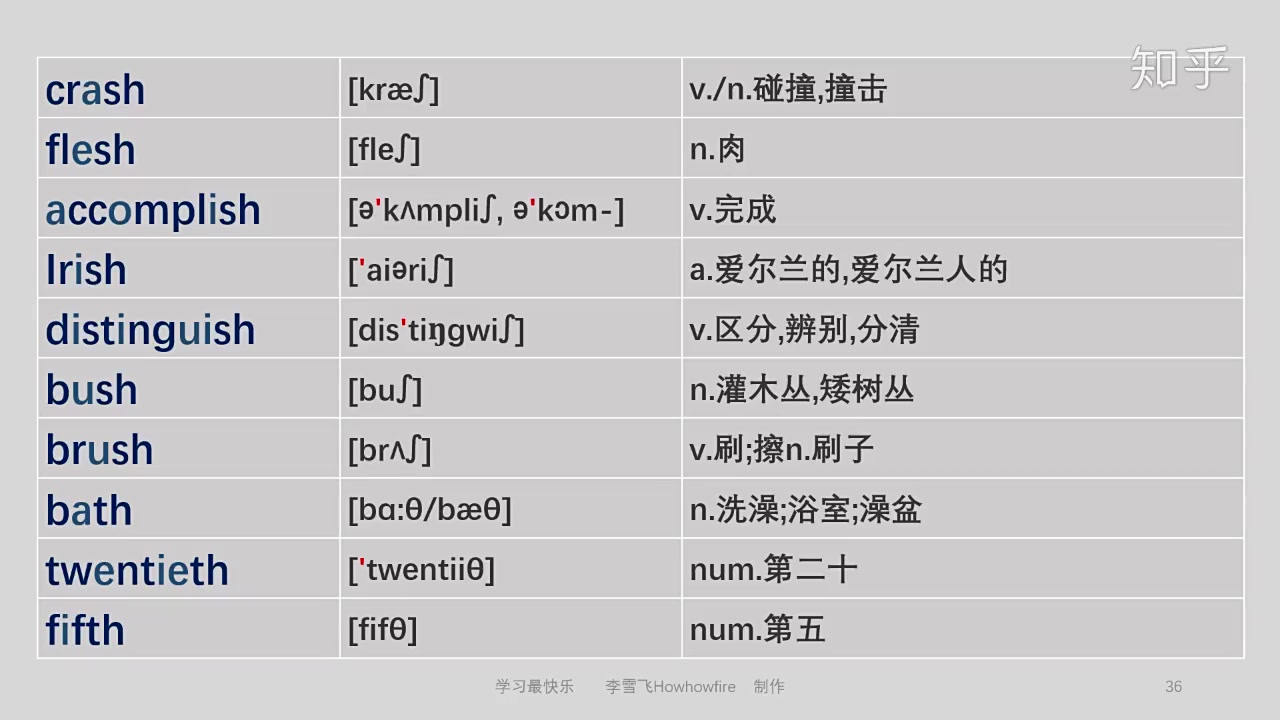 知乎
crash [kræʃ] v./n.碰撞,撞击
flesh [fleʃ] n.肉
accomplish [ə'kʌmpliʃ, ə'kɔm-] v.完成
Irish ['aiəriʃ] a.爱尔兰的,爱尔兰人的
distinguish [dis'tiŋgwiʃ] v.区分,辨别,分清
bush [buʃ] n.灌木丛,矮树丛
brush [brʌʃ] v.刷;擦n.刷子
bath [bɑ:θ/bæθ] n.洗澡;浴室;澡盆
twentieth ['twentiiθ] num.第二十
fifth [fifθ] num.第五
学习最快乐 李雪飞Howhowfire 制作 36